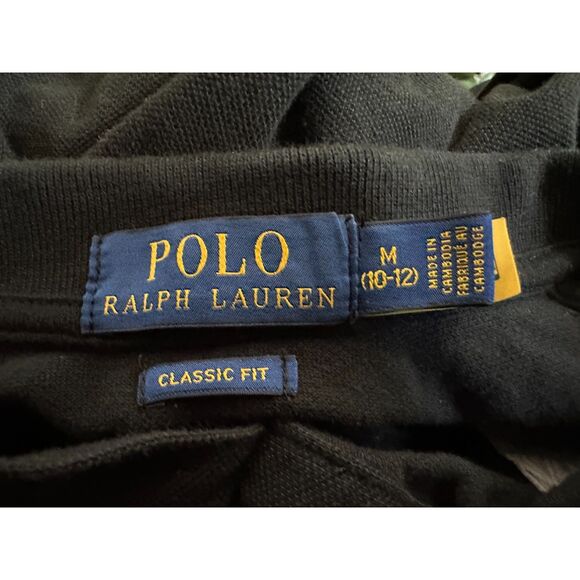 POLO
RALPH LAUREN
M
(10-12)
MADE IN
CAMBODIA
FABRIQUÉ AU
CAMBODGE
CLASSIC FIT